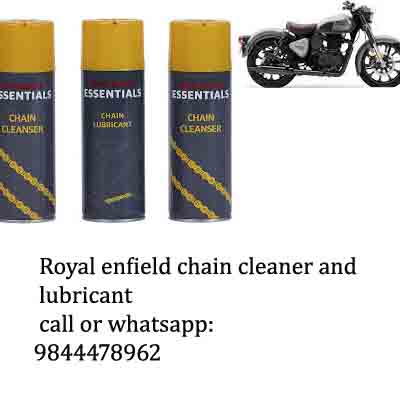 ESSENTIALS
CHAIN
CLEANSER
ESSENTIALS
CHAIN
LUBRICANT
ESSENTIALS
CHAIN
CLEANSER
Royal enfield chain cleaner and
lubricant
call or whatsapp:
9844478962